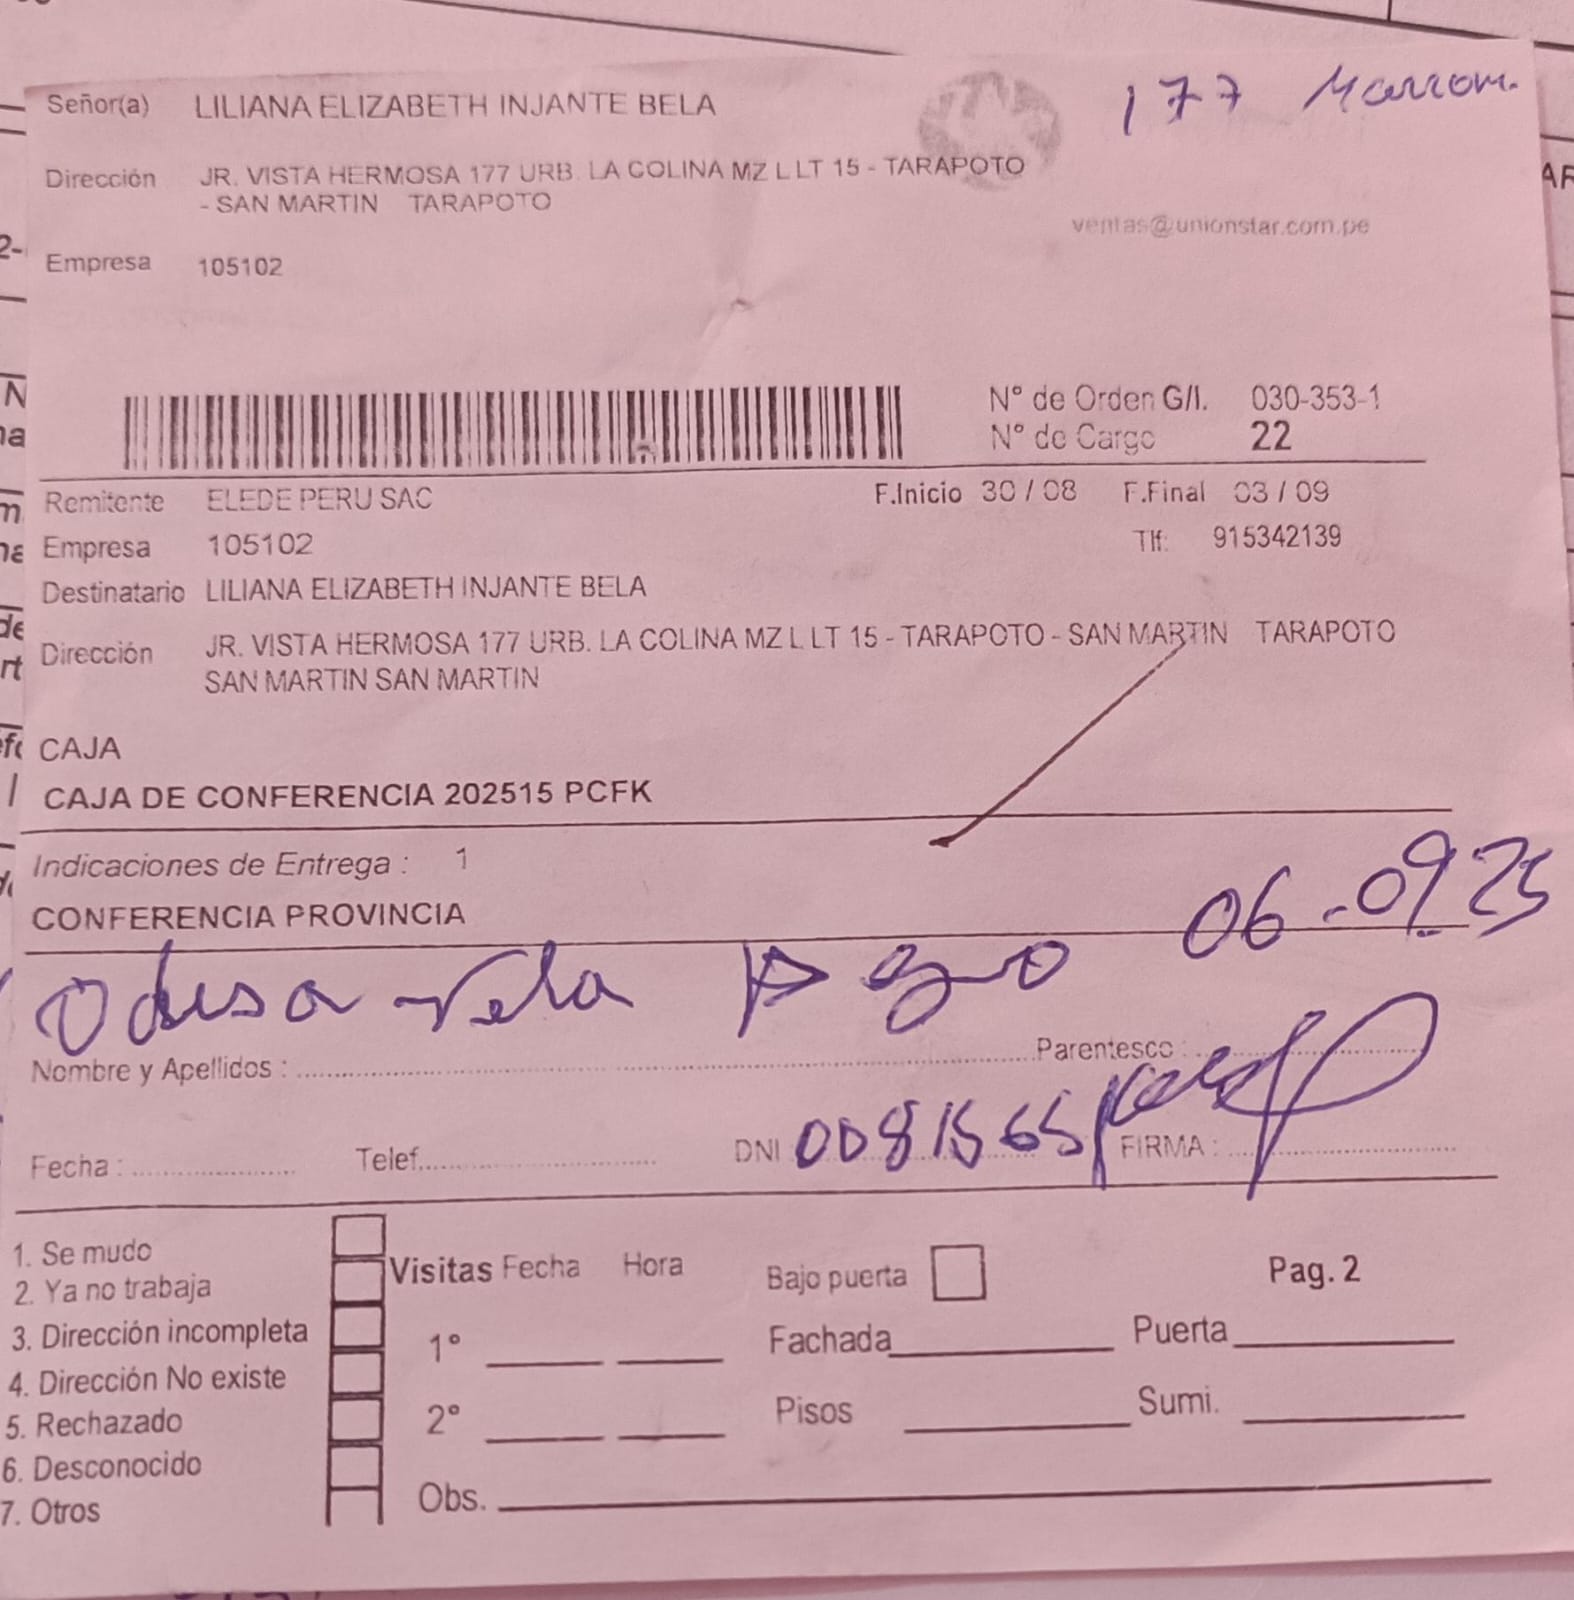 177 Marron.
Señor(a) LILIANA ELIZABETH INJANTE BELA
Dirección JR. VISTA HERMOSA 177 URB. LA COLINA MZ L LT 15 - TARAPOTO
- SAN MARTIN TARAPOTO
ventas@unionstar.com.pe
Empresa 105102
Nº de Orden G/I. 030-353-1
Nº de Cargo 22
Remitente ELEDE PERU SAC F.Inicio 30 / 08 F.Final 03 / 09
Empresa 105102 Tlf: 915342139
Destinatario LILIANA ELIZABETH INJANTE BELA
Dirección JR. VISTA HERMOSA 177 URB. LA COLINA MZ L LT 15 - TARAPOTO - SAN MARTIN TARAPOTO
SAN MARTIN SAN MARTIN
CAJA
CAJA DE CONFERENCIA 202515 PCFK
Indicaciones de Entrega : 1
CONFERENCIA PROVINCIA
06-09 25
Vela
Nombre y Apellidos : Parentesco :
Fecha : Telef. DNI 00815665 FIRMA :
1. Se mudo
2. Ya no trabaja
3. Dirección incompleta
4. Dirección No existe
5. Rechazado
6. Desconocido
7. Otros
Visitas Fecha Hora
1°
2°
Obs.
Bajo puerta Pag. 2
Fachada Puerta
Pisos Sumi.